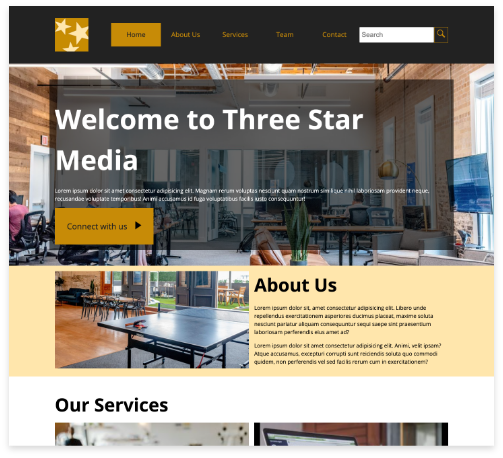 Home About Us Services Team Contact Search
Welcome to Three Star
Media
Lorem ipsum dolor sit amet consectetur adipisicing elit. Magnam rerum voluptas nesciunt quam nostrum similique nihil laboriosam provident neque,
recusandae voluptate temporibus! Animi accusamus id fuga voluptatibus facilis iusto consequuntur!
Connect with us
About Us
Lorem ipsum dolor sit, amet consectetur adipisicing elit. Libero unde
repellendus exercitationem asperiores ducimus placeat, maxime soluta
nesciunt pariatur aliquam consequuntur sequi saepe sint praesentium
laboriosam perferendis eius amet ad?
Lorem ipsum dolor sit amet consectetur adipisicing elit. Animi, velit ipsam?
Atque accusamus, excepturi corrupti sunt reiciendis soluta quo commodi
quidem, non perferendis vel sed facilis rerum cum in exercitationem?
Our Services